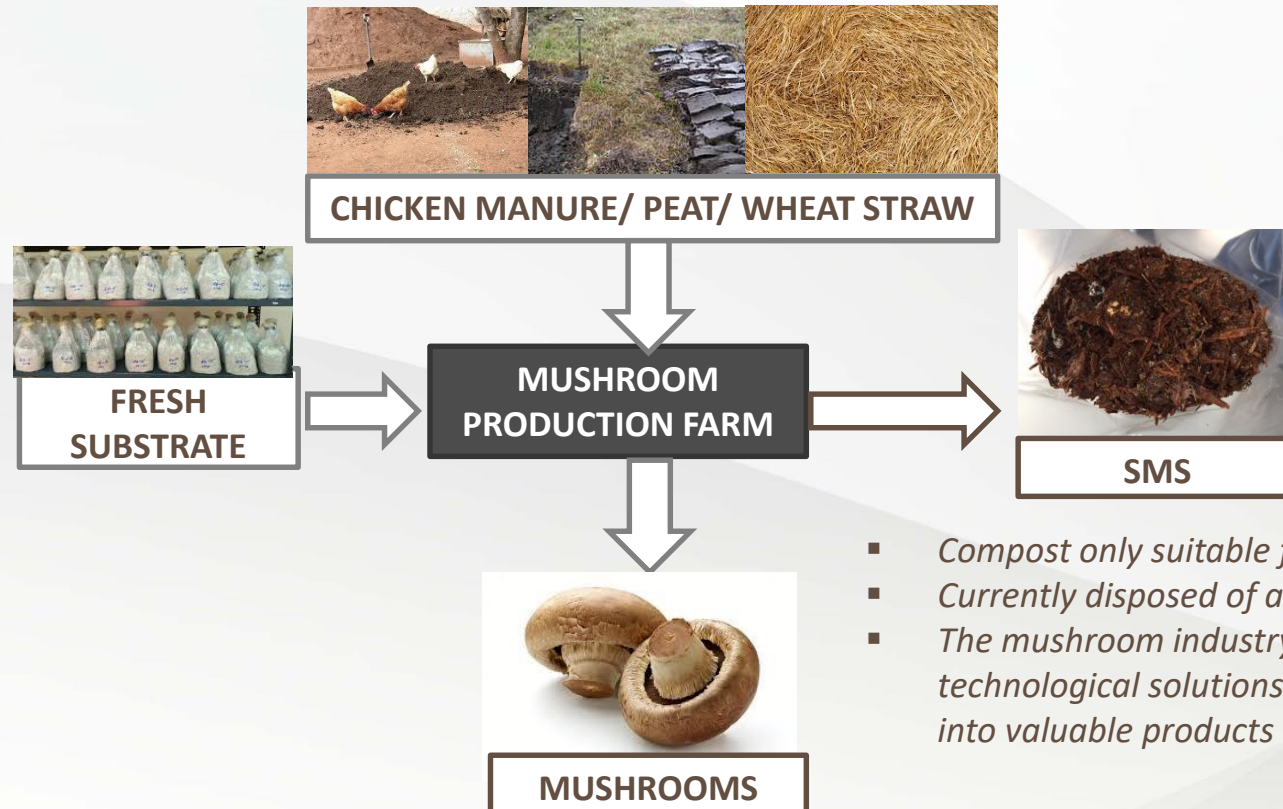 CHICKEN MANURE/ PEAT/ WHEAT STRAW
FRESH
SUBSTRATE
MUSHROOM
PRODUCTION FARM
SMS
▪ Compost only suitable
▪ Currently disposed of
▪ The mushroom industry
technological solutions
into valuable products
MUSHROOMS